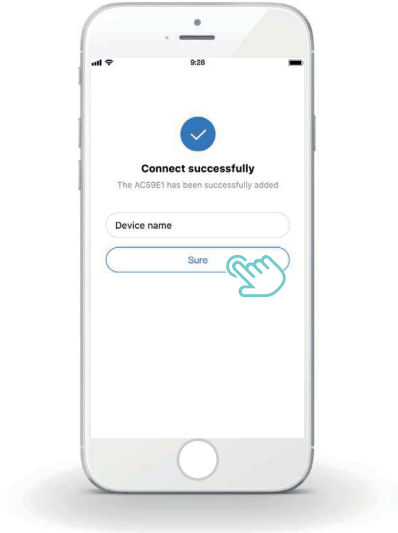 9:28
Connect successfully
The AC59E1 has been successfully added
Device name
Sure